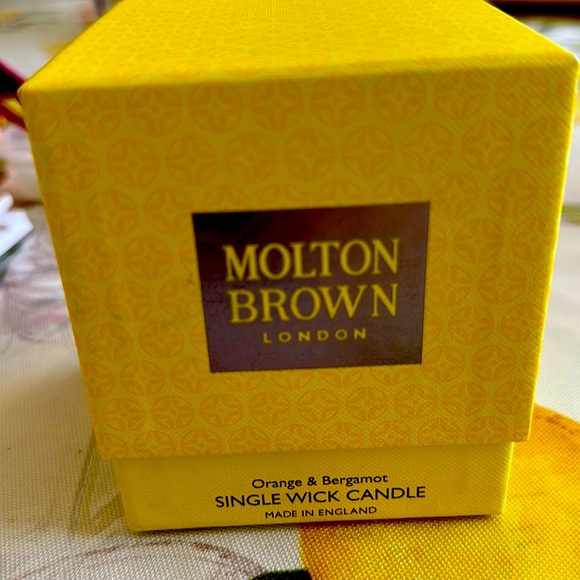 MOLTON
BROWN
LONDON
Orange & Bergamot
SINGLE WICK CANDLE
MADE IN ENGLAND